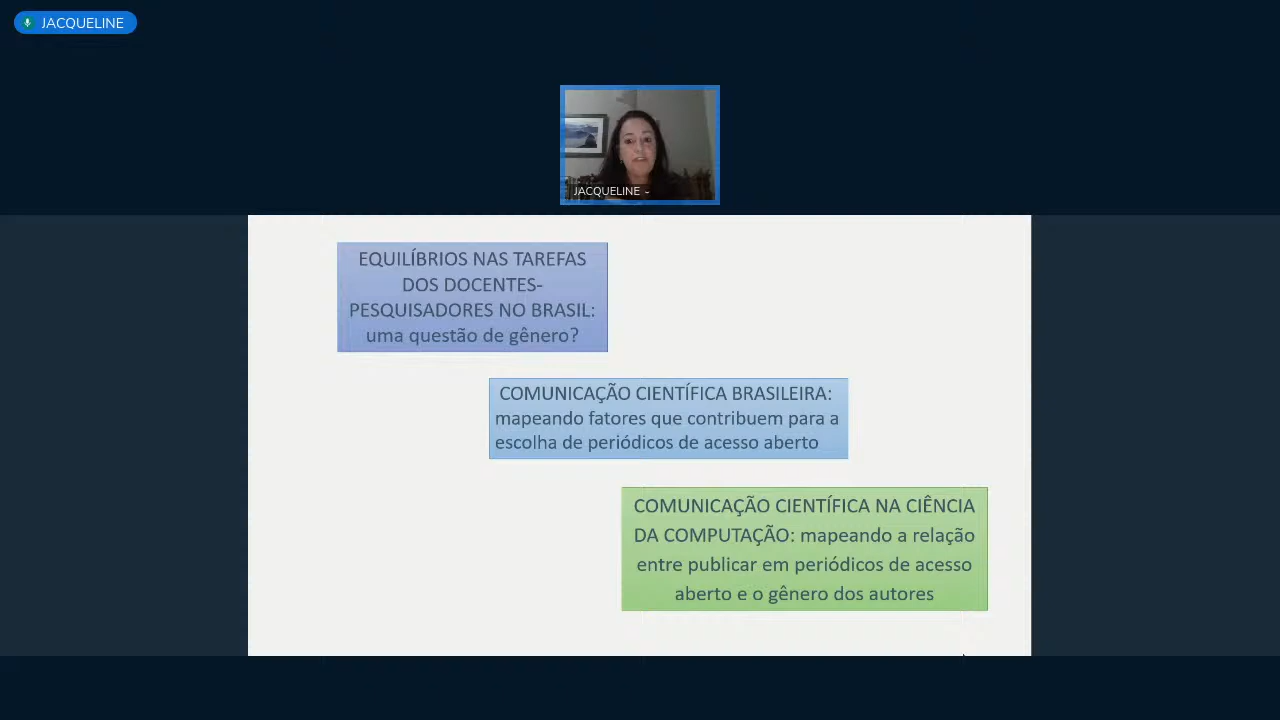 JACQUELINE
JACQUELINE
EQUILÍBRIOS NAS TAREFAS
DOS DOCENTES-
PESQUISADORES NO BRASIL:
uma questão de gênero?
COMUNICAÇÃO CIENTÍFICA BRASILEIRA:
mapeando fatores que contribuem para a
escolha de periódicos de acesso aberto
COMUNICAÇÃO CIENTÍFICA NA CIÊNCIA
DA COMPUTAÇÃO: mapeando a relação
entre publicar em periódicos de acesso
aberto e o gênero dos autores